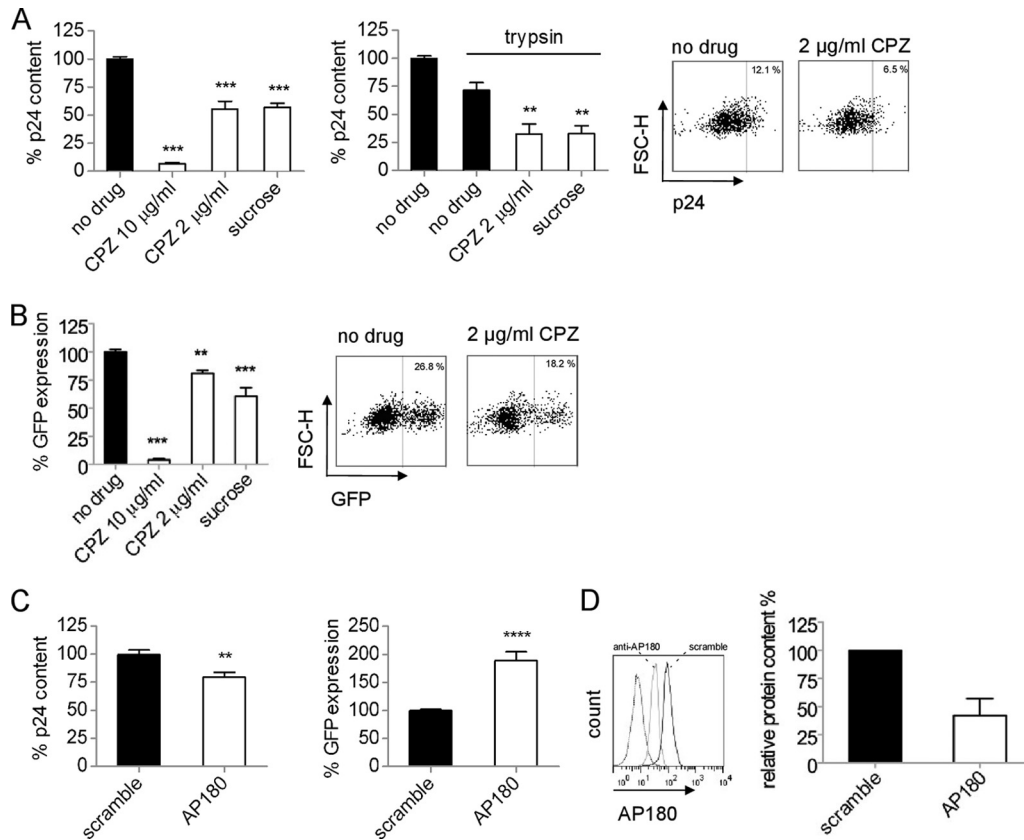 A
% p24 content
125
100
75
50
25
0
***
***
***
no drug
CPZ 10 µg/ml
CPZ 2 µg/ml
sucrose
% p24 content
125
100
75
50
25
0
trypsin
**
**
no drug
no drug
CPZ 2 µg/ml
sucrose
no drug
2 µg/ml CPZ
12.1 %
6.5 %
FSC-H
p24
B
% GFP expression
125
100
75
50
25
0
***
**
***
no drug
CPZ 10 µg/ml
CPZ 2 µg/ml
sucrose
no drug
2 µg/ml CPZ
26.8 %
18.2 %
FSC-H
GFP
C
% p24 content
125
100
75
50
25
0
**
scramble
AP180
% GFP expression
250
200
150
100
50
0
****
scramble
AP180
D
anti-AP180
scramble
count
10⁰ 10¹ 10² 10³ 10⁴
AP180
relative protein content %
125
100
75
50
25
0
scramble
AP180